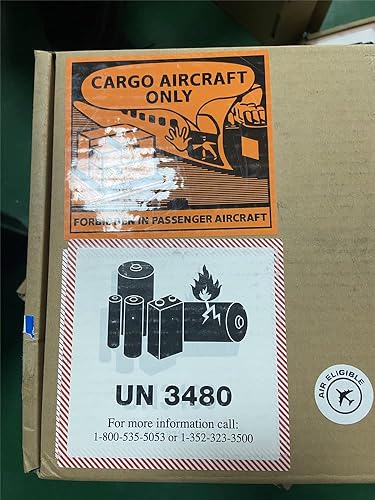 CARGO AIRCRAFT
ONLY
FORBIDDEN IN PASSENGER AIRCRAFT
UN 3480
For more information call:
1-800-535-5053 or 1-352-323-3500
AIR ELIGIBLE